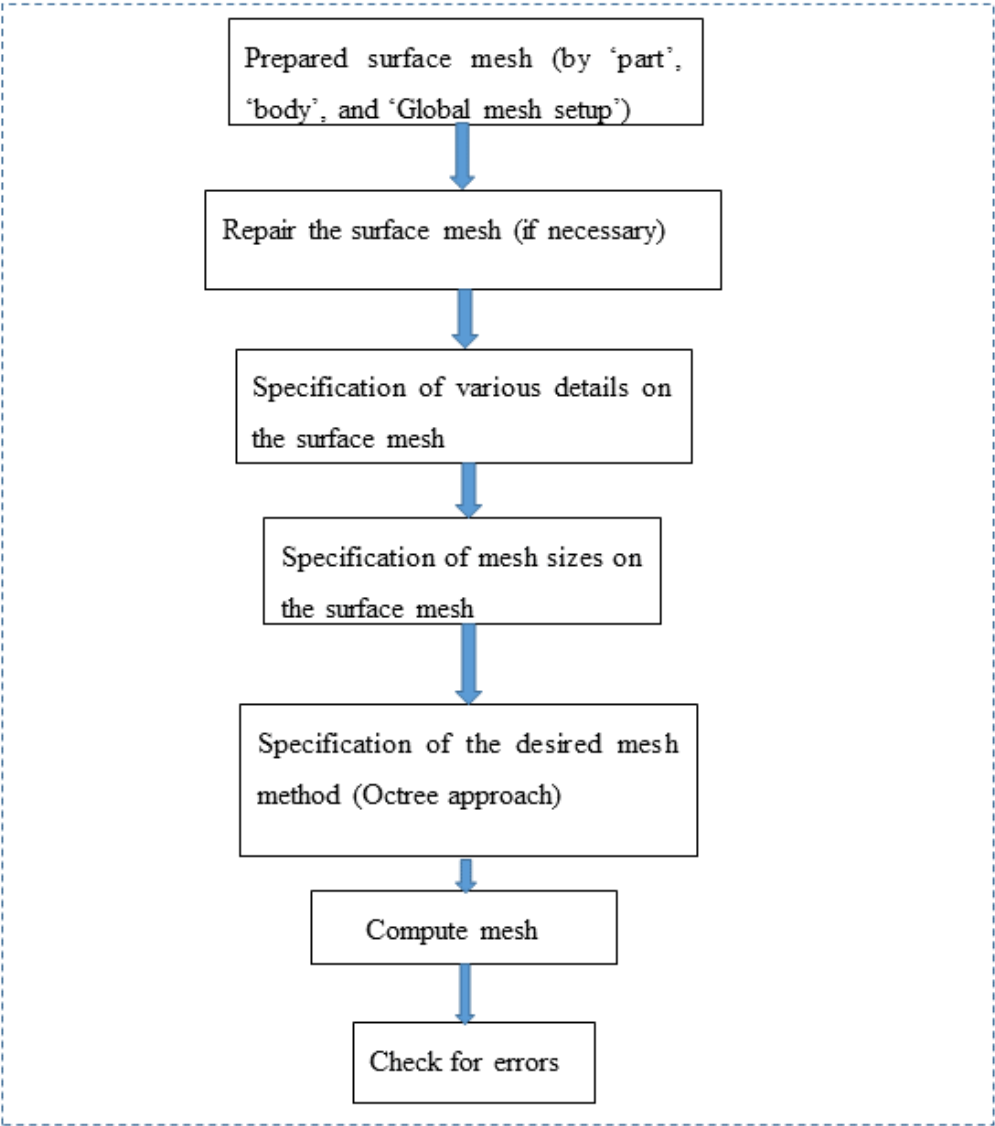 Prepared surface mesh (by ‘part’,
‘body’, and ‘Global mesh setup’)
Repair the surface mesh (if necessary)
Specification of various details on
the surface mesh
Specification of mesh sizes on
the surface mesh
Specification of the desired mesh
method (Octree approach)
Compute mesh
Check for errors